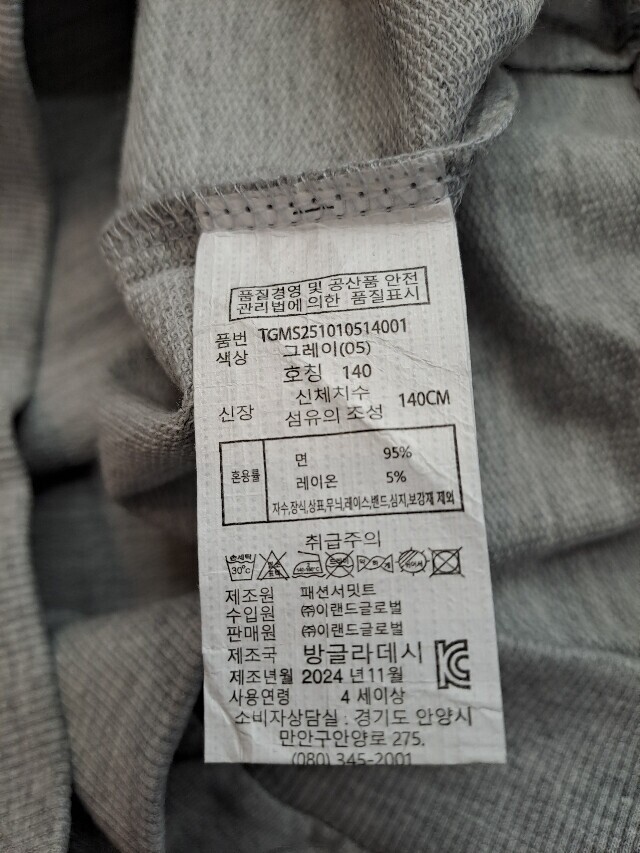 품질경영 및 공산품 안전
관리법에 의한 품질표시
품번 TGMS251010514001
색상 그레이(05)
호칭 140
신체치수
신장 140CM
섬유의 조성
혼용률
면 95%
레이온 5%
자수,장식,상표,무늬,레이스,밴드,심지,보강재 제외
취급주의
손세탁
30°c
제조원 패션서밋트
수입원 ㈜이랜드글로벌
판매원 ㈜이랜드글로벌
제조국 방글라데시
제조년월 2024 년11월
사용연령 4 세이상
소비자상담실 . 경기도 안양시
만안구안양로 275.
(080) 345-2001